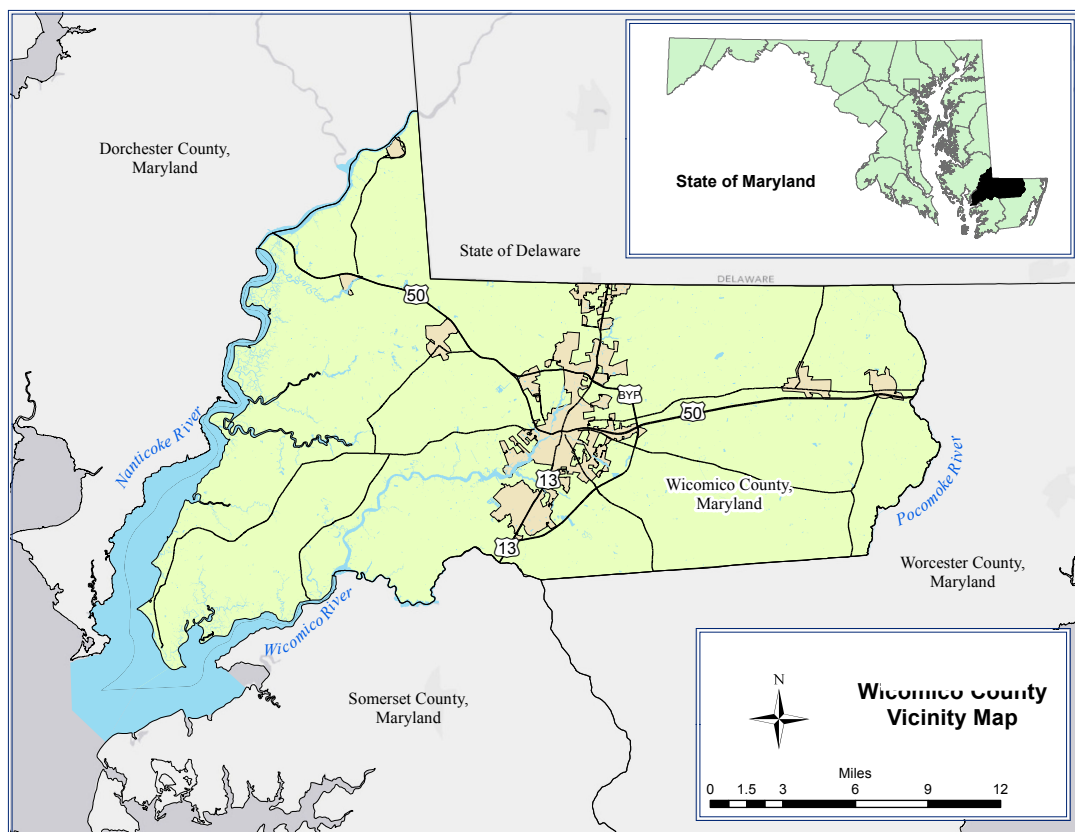 State of Maryland
Dorchester County,
Maryland
State of Delaware
DELAWARE
50
BYP
50
Nanticoke River
13
Wicomico County,
Maryland
Pocomoke River
13
Worcester County,
Maryland
Wicomico River
Somerset County,
Maryland
N
Wicomico County
Vicinity Map
Miles
0 1.5 3 6 9 12